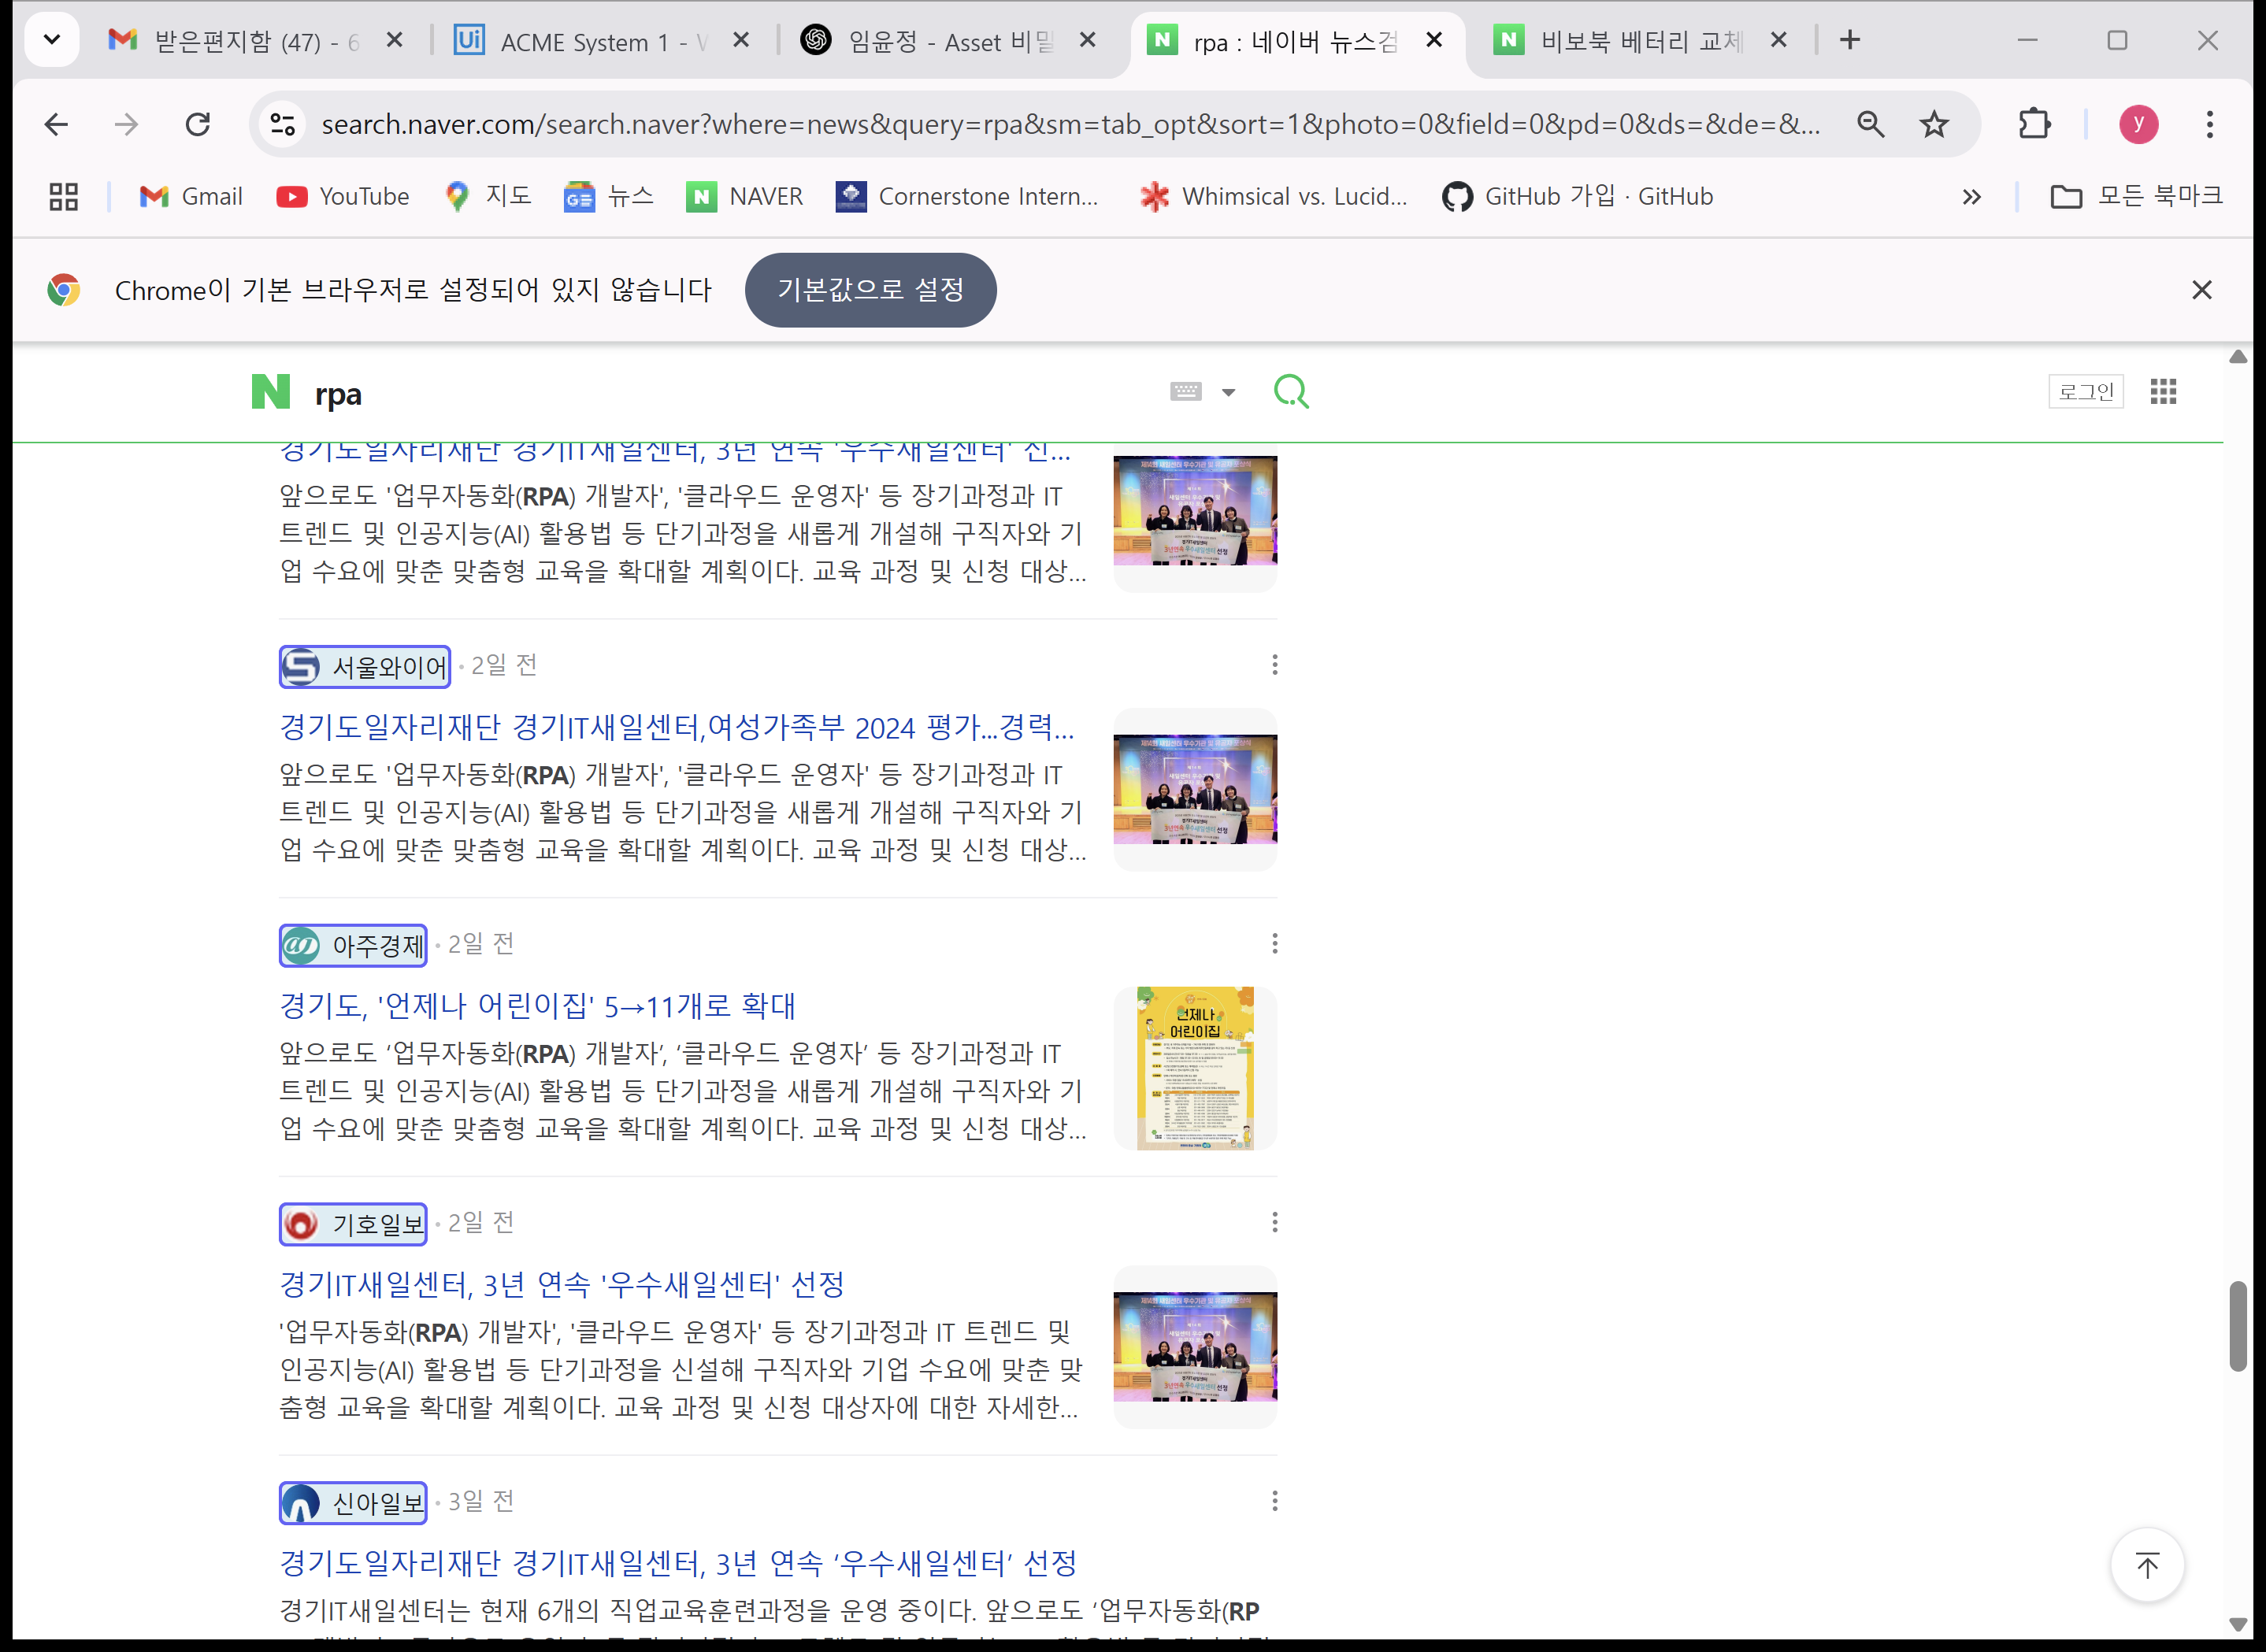 받은편지함 (47) - 6
ACME System 1 - W
임윤정 - Asset 비밀
rpa : 네이버 뉴스검
비보북 베터리 교체
search.naver.com/search.naver?where=news&query=rpa&sm=tab_opt&sort=1&photo=0&field=0&pd=0&ds=&de=&...
y
Gmail
YouTube
지도
뉴스
NAVER
Cornerstone Intern...
Whimsical vs. Lucid...
GitHub 가입 · GitHub
모든 북마크
Chrome이 기본 브라우저로 설정되어 있지 않습니다
기본값으로 설정
N rpa
로그인
경기도일자리재단 경기IT새일센터, 3년 연속 '우수새일센터' 선...
앞으로도 '업무자동화(RPA) 개발자', '클라우드 운영자' 등 장기과정과 IT
트렌드 및 인공지능(AI) 활용법 등 단기과정을 새롭게 개설해 구직자와 기
업 수요에 맞춘 맞춤형 교육을 확대할 계획이다. 교육 과정 및 신청 대상...
서울와이어 · 2일 전
경기도일자리재단 경기IT새일센터,여성가족부 2024 평가...경력...
앞으로도 '업무자동화(RPA) 개발자', '클라우드 운영자' 등 장기과정과 IT
트렌드 및 인공지능(AI) 활용법 등 단기과정을 새롭게 개설해 구직자와 기
업 수요에 맞춘 맞춤형 교육을 확대할 계획이다. 교육 과정 및 신청 대상...
아주경제 · 2일 전
경기도, '언제나 어린이집' 5→11개로 확대
앞으로도 ‘업무자동화(RPA) 개발자’, ‘클라우드 운영자’ 등 장기과정과 IT
트렌드 및 인공지능(AI) 활용법 등 단기과정을 새롭게 개설해 구직자와 기
업 수요에 맞춘 맞춤형 교육을 확대할 계획이다. 교육 과정 및 신청 대상...
언제나
어린이집
기호일보 · 2일 전
경기IT새일센터, 3년 연속 '우수새일센터' 선정
'업무자동화(RPA) 개발자', '클라우드 운영자' 등 장기과정과 IT 트렌드 및
인공지능(AI) 활용법 등 단기과정을 신설해 구직자와 기업 수요에 맞춘 맞
춤형 교육을 확대할 계획이다. 교육 과정 및 신청 대상자에 대한 자세한...
신아일보 · 3일 전
경기도일자리재단 경기IT새일센터, 3년 연속 ‘우수새일센터’ 선정
경기IT새일센터는 현재 6개의 직업교육훈련과정을 운영 중이다. 앞으로도 ‘업무자동화(RP